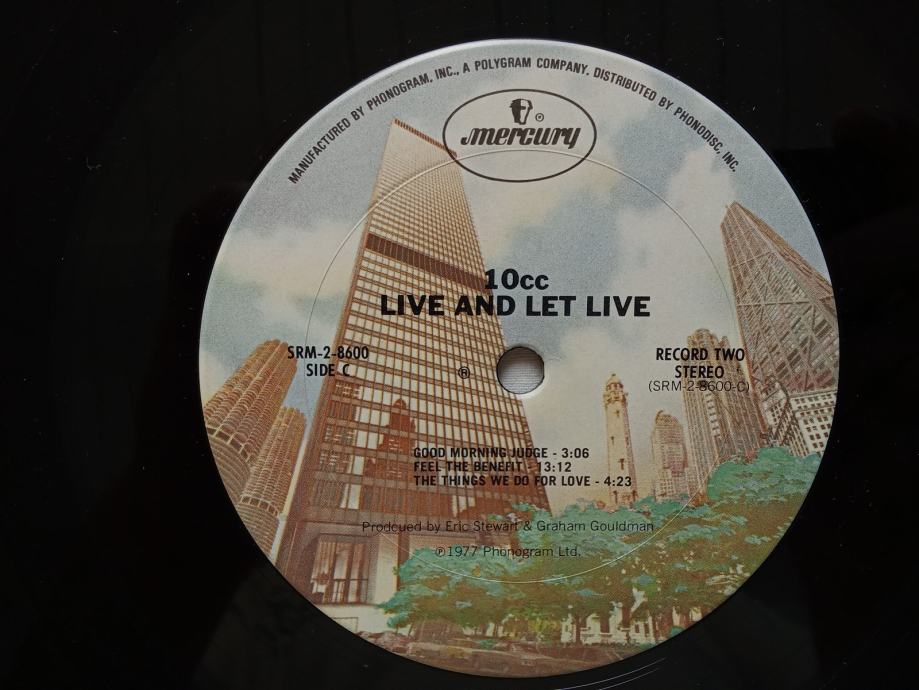 MANUFACTURED BY PHONOGRAM, INC., A POLYGRAM COMPANY. DISTRIBUTED BY PHONODISC, INC.
®
mercury
10cc
LIVE AND LET LIVE
SRM-2-8600
SIDE C
®
RECORD TWO
STEREO
(SRM-2-8600-C)
GOOD MORNING JUDGE - 3:06
FEEL THE BENEFIT - 13:12
THE THINGS WE DO FOR LOVE - 4:23
Prodcued by Eric Stewart & Graham Gouldman
℗1977 Phonogram Ltd.